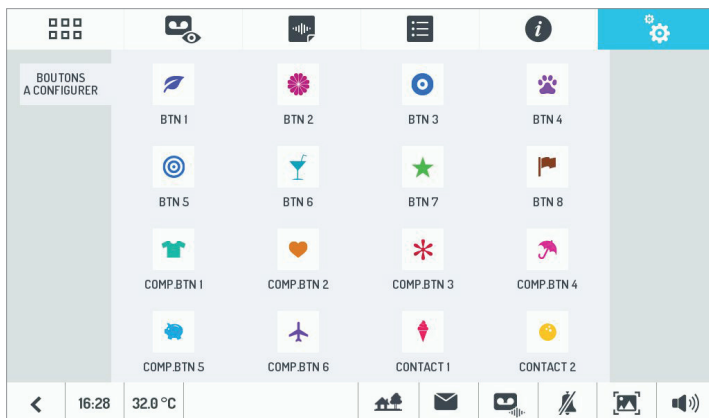 BOUTONS
A CONFIGURER
BTN 1
BTN 2
BTN 3
BTN 4
BTN 5
BTN 6
BTN 7
BTN 8
COMP.BTN 1
COMP.BTN 2
COMP.BTN 3
COMP.BTN 4
COMP.BTN 5
COMP.BTN 6
CONTACT 1
CONTACT 2
16:28
32.0 °C